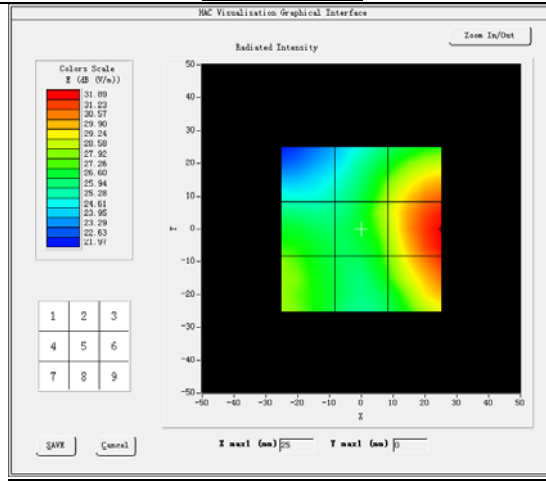 HAC Visualization Graphical Interface
Zoom In/Out
Radiated Intensity
Colors Scale
E (dB (V/m))
31.89
31.23
30.57
29.90
29.24
28.58
27.92
27.26
26.60
25.94
25.28
24.61
23.95
23.29
22.63
21.97
50
40
30
20
10
0
-10
-20
-30
-40
-50
Y
-50 -40 -30 -20 -10 0 10 20 30 40 50
X
1 2 3
4 5 6
7 8 9
SAVE Cancel
X max1 (mm) 25 Y max1 (mm) 0